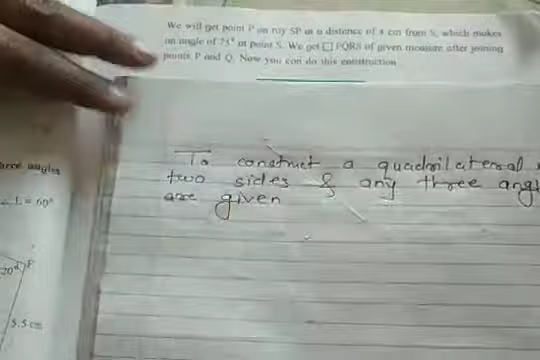 We will get point P on ray SP at a distance of 4 cm from S, which makes
an angle of 75° at point S. We get □ PQRS of given measure after joining
points P and Q. Now you can do this construction
To construct a quadrilateral
two sides & any three
are given
angles
L = 60°
P
5.5 cm